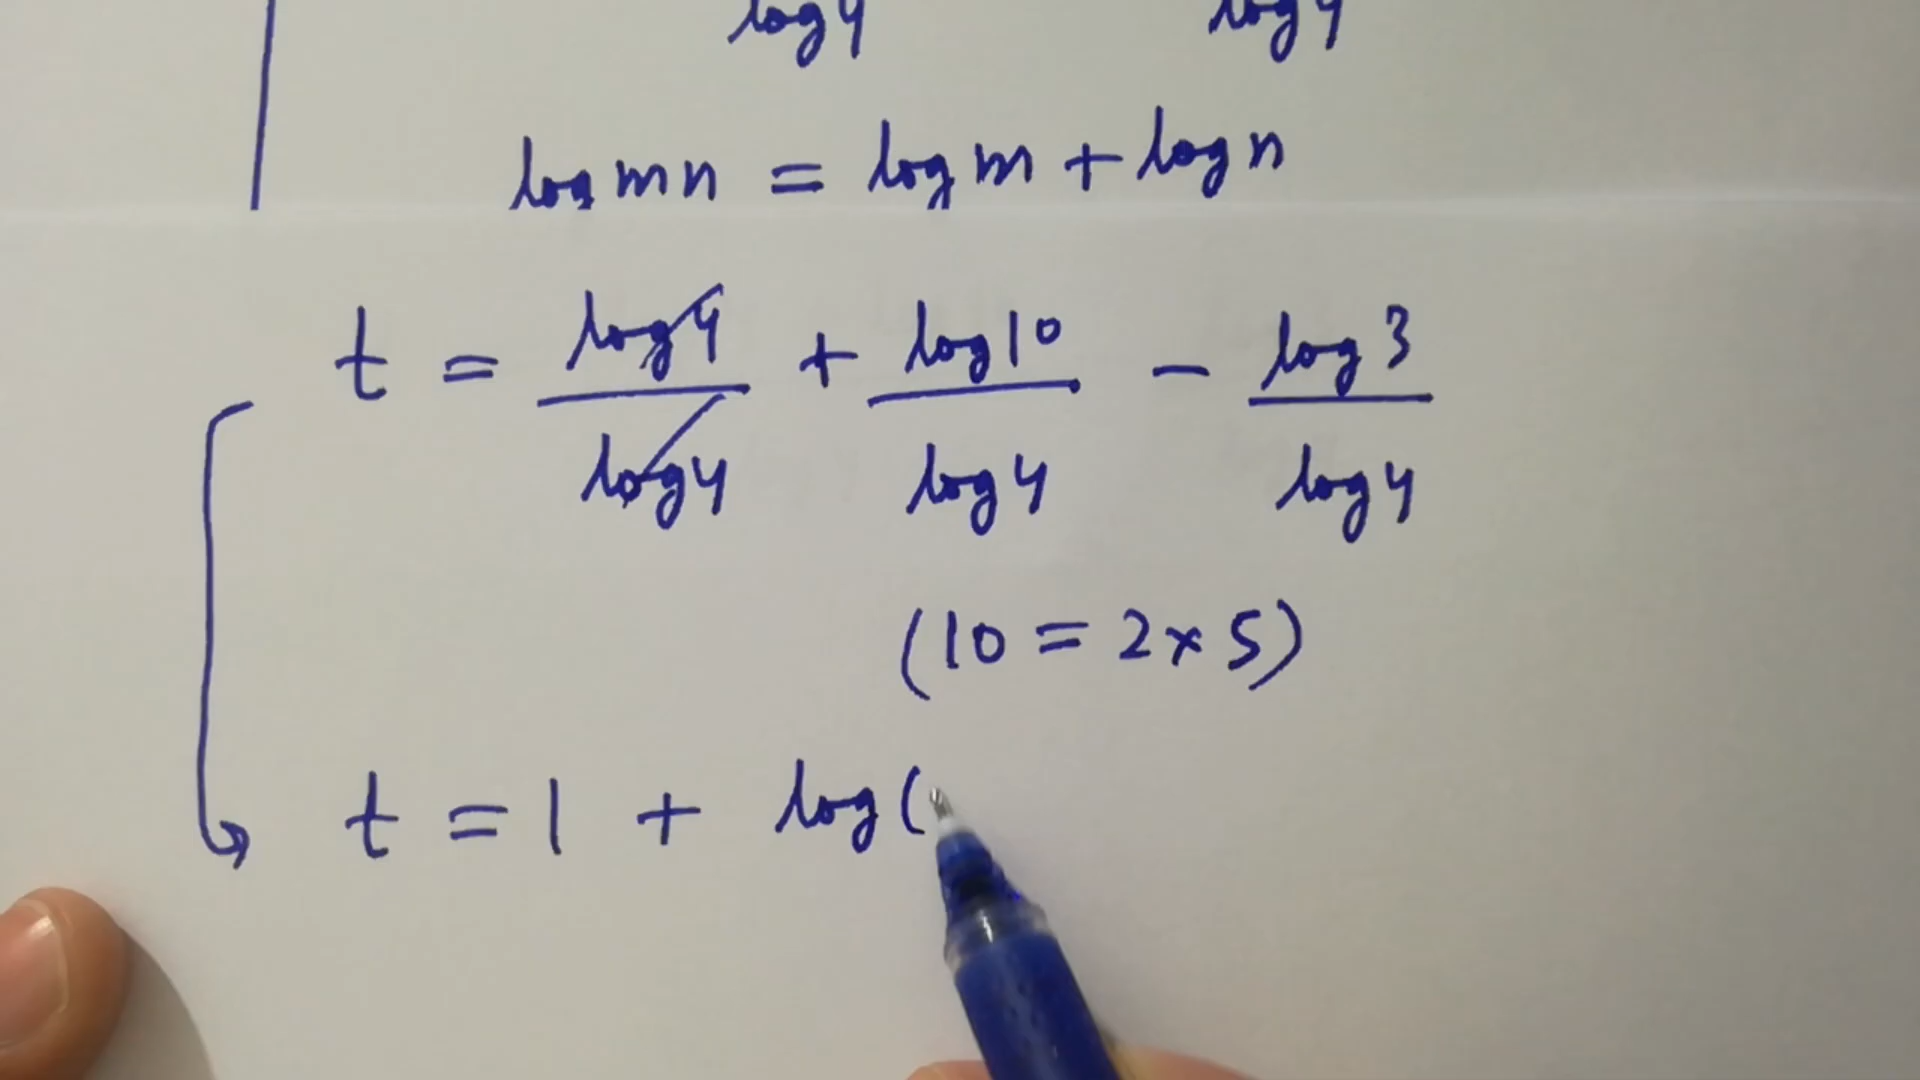 log4 log4
log mn = log m + log n
t = log4/log4 + log10/log4 - log3/log4
(10 = 2 x 5)
t = 1 + log(